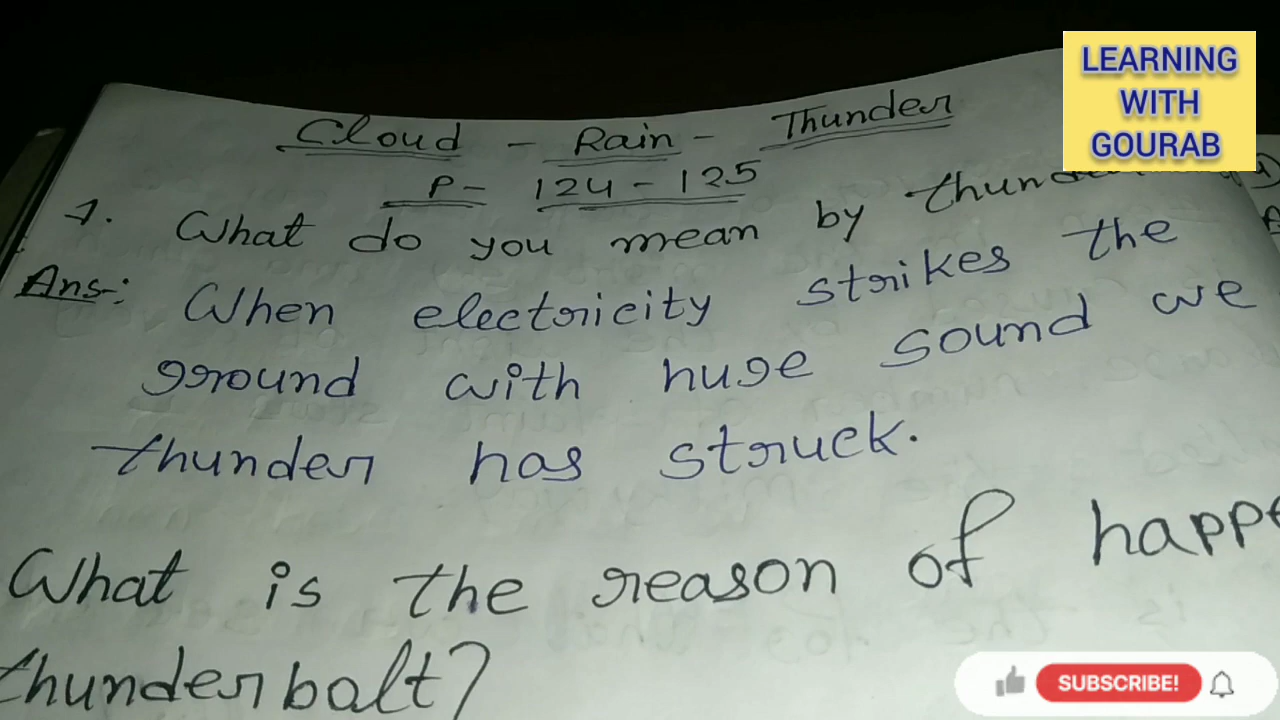 LEARNING
WITH
GOURAB
Cloud - Rain - Thunder
P- 124 - 125
1. What do you mean by
Ans-: When electricity strikes the
ground with huge sound we
thunder has struck.
What is the reason of happe
thunderbolt?
SUBSCRIBE!